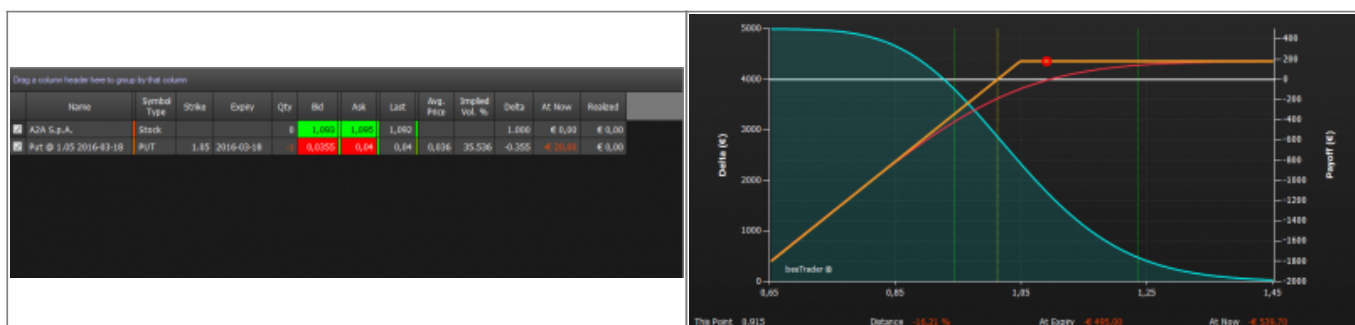 Drag a column header here to group by that column
Name Symbol Type Strike Expiry Qty Bid Ask Last Avg. Price Implied Vol. % Delta At Now Realized
A2A S.p.A. Stock 0 1,093 1,095 1,092 1.000 € 0,00 € 0,00
Put @ 1.05 2016-03-18 PUT 1.05 2016-03-18 -1 0,0355 0,04 0,04 0,036 35.536 -0.355 -€ 20,00 € 0,00
5000
4000
3000
2000
1000
0
Delta (€)
400
200
0
-200
-400
-600
-800
-1000
-1200
-1400
-1600
-1800
-2000
Payoff (€)
beeTrader ®
0,65 0,85 1,05 1,25 1,45
This Point 0.915 Distance -16,21 % At Expiry -€ 495,00 At Now -€ 539,70